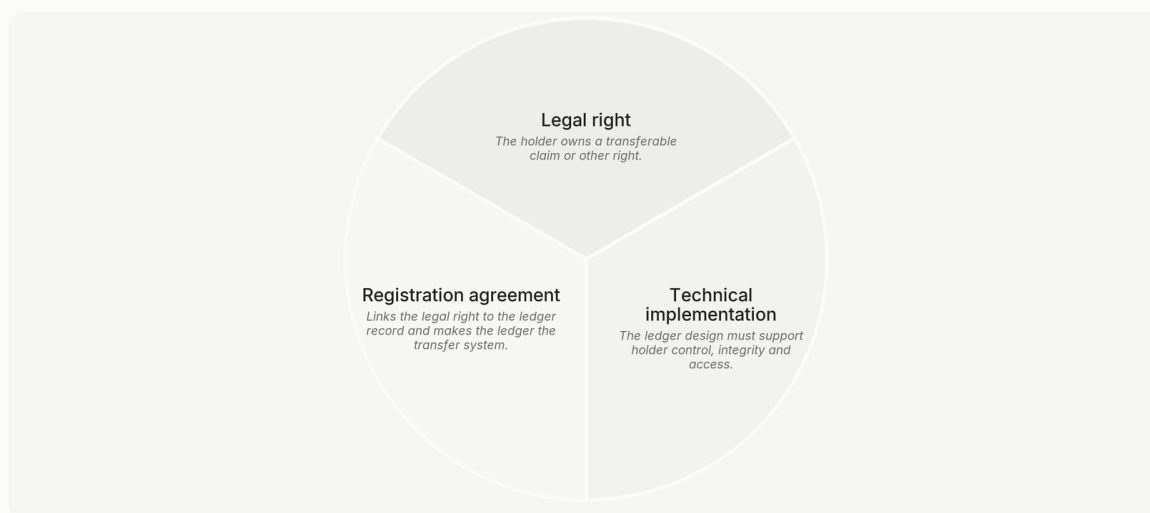 Legal right
The holder owns a transferable
claim or other right.
Registration agreement
Links the legal right to the ledger
record and makes the ledger the
transfer system.
Technical
implementation
The ledger design must support
holder control, integrity and
access.